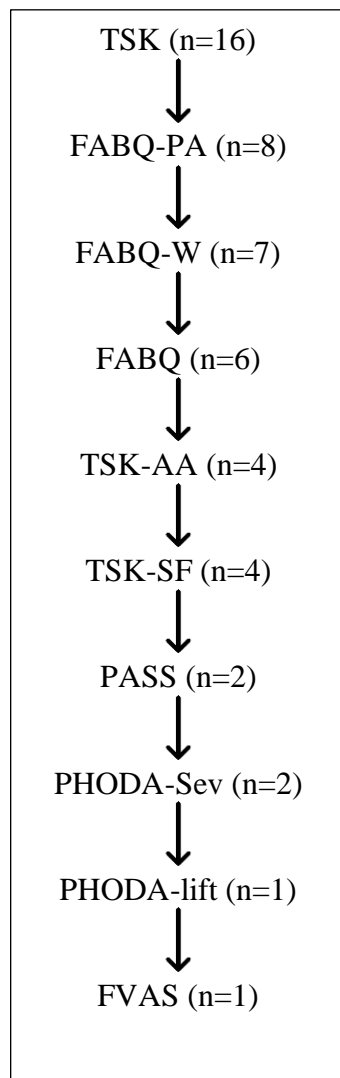 TSK (n=16)
FABQ-PA (n=8)
FABQ-W (n=7)
FABQ (n=6)
TSK-AA (n=4)
TSK-SF (n=4)
PASS (n=2)
PHODA-Sev (n=2)
PHODA-lift (n=1)
FVAS (n=1)